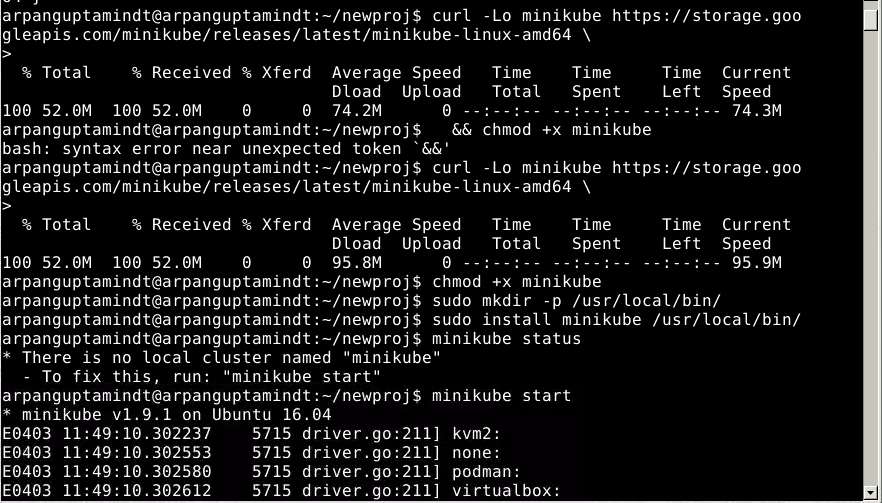 arpanguptamindt@arpanguptamindt:~/newproj$ curl -Lo minikube https://storage.goo
gleapis.com/minikube/releases/latest/minikube-linux-amd64 \
>
% Total % Received % Xferd Average Speed Time Time Time Current
Dload Upload Total Spent Left Speed
100 52.0M 100 52.0M 0 0 74.2M 0 --:--:-- --:--:-- --:--:-- 74.3M
arpanguptamindt@arpanguptamindt:~/newproj$ && chmod +x minikube
bash: syntax error near unexpected token `&&'
arpanguptamindt@arpanguptamindt:~/newproj$ curl -Lo minikube https://storage.goo
gleapis.com/minikube/releases/latest/minikube-linux-amd64 \
>
% Total % Received % Xferd Average Speed Time Time Time Current
Dload Upload Total Spent Left Speed
100 52.0M 100 52.0M 0 0 95.8M 0 --:--:-- --:--:-- --:--:-- 95.9M
arpanguptamindt@arpanguptamindt:~/newproj$ chmod +x minikube
arpanguptamindt@arpanguptamindt:~/newproj$ sudo mkdir -p /usr/local/bin/
arpanguptamindt@arpanguptamindt:~/newproj$ sudo install minikube /usr/local/bin/
arpanguptamindt@arpanguptamindt:~/newproj$ minikube status
* There is no local cluster named "minikube"
- To fix this, run: "minikube start"
arpanguptamindt@arpanguptamindt:~/newproj$ minikube start
* minikube v1.9.1 on Ubuntu 16.04
E0403 11:49:10.302237 5715 driver.go:211] kvm2:
E0403 11:49:10.302553 5715 driver.go:211] none:
E0403 11:49:10.302580 5715 driver.go:211] podman:
E0403 11:49:10.302612 5715 driver.go:211] virtualbox: